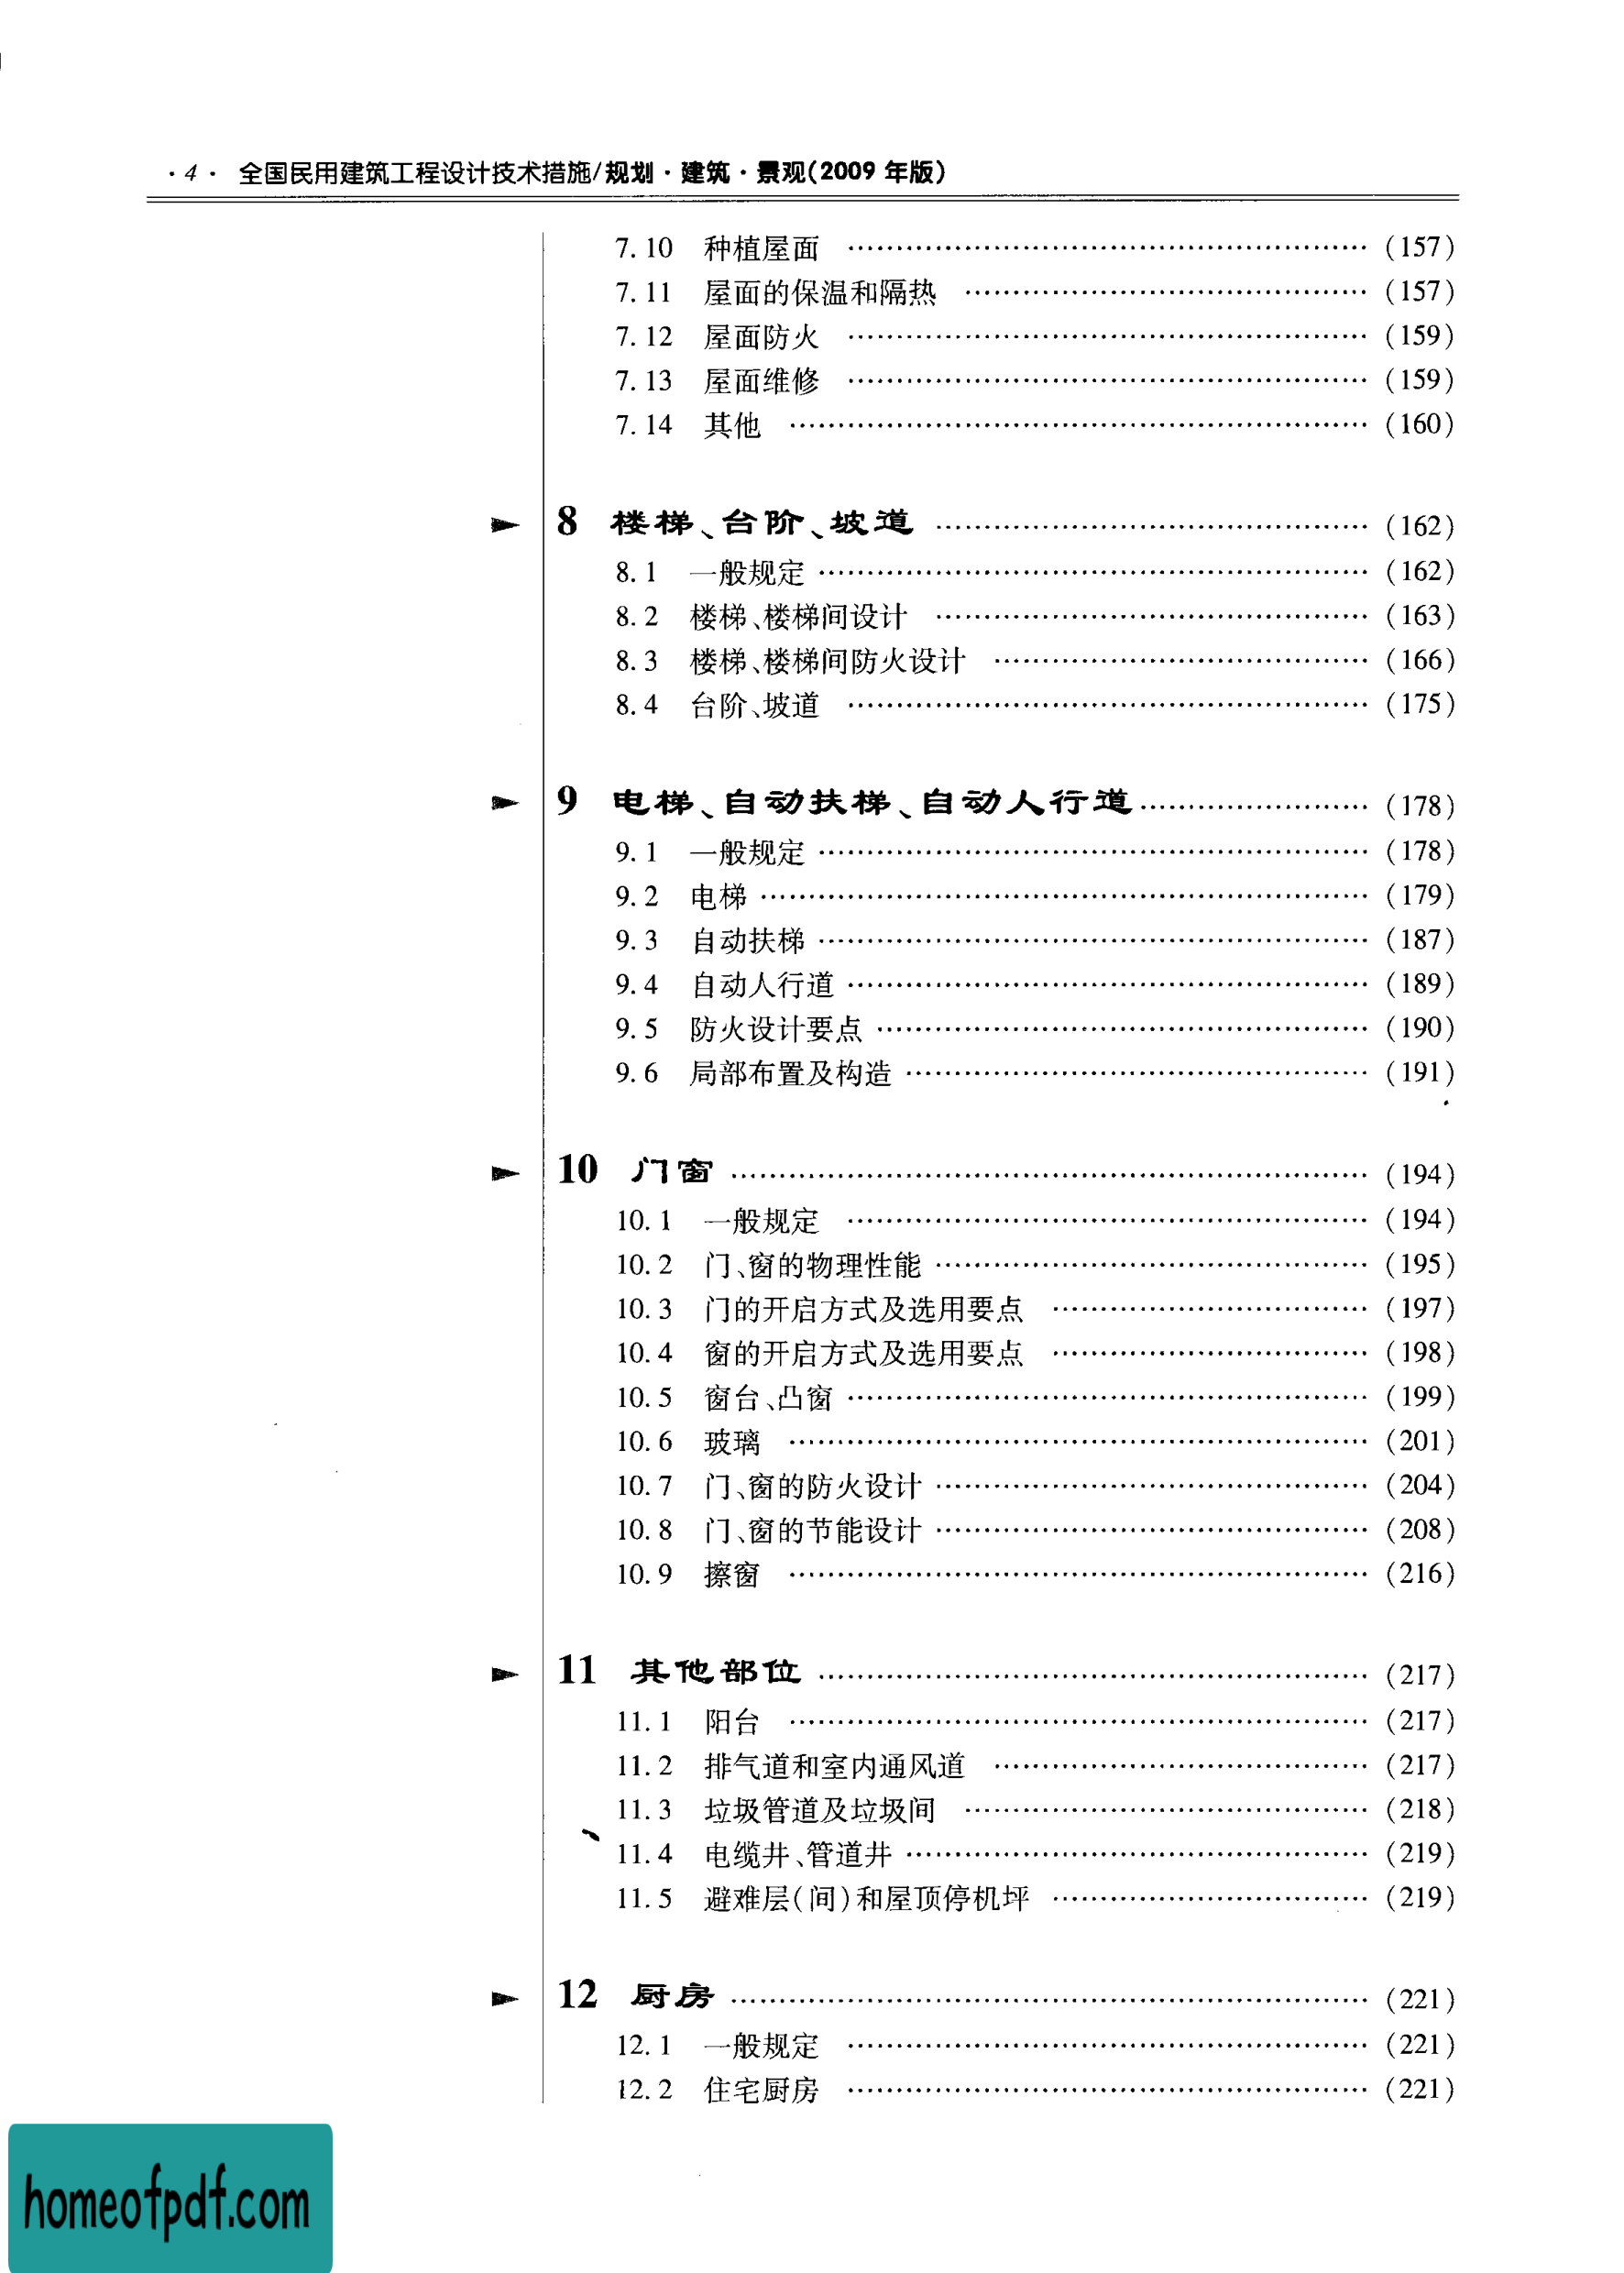 · 4 · 全国民用建筑工程设计技术措施/规划·建筑·景观(2009 年版)
7.10 种植屋面 …………………………………………… (157)
7.11 屋面的保温和隔热 …………………………………… (157)
7.12 屋面防火 …………………………………………… (159)
7.13 屋面维修 …………………………………………… (159)
7.14 其他 ………………………………………………… (160)
8 楼梯、台阶、坡道 …………………………………… (162)
8.1 一般规定 ……………………………………………… (162)
8.2 楼梯、楼梯间设计 …………………………………… (163)
8.3 楼梯、楼梯间防火设计 ……………………………… (166)
8.4 台阶、坡道 …………………………………………… (175)
9 电梯、自动扶梯、自动人行道 …………………… (178)
9.1 一般规定 ……………………………………………… (178)
9.2 电梯 …………………………………………………… (179)
9.3 自动扶梯 ……………………………………………… (187)
9.4 自动人行道 …………………………………………… (189)
9.5 防火设计要点 ………………………………………… (190)
9.6 局部布置及构造 ……………………………………… (191)
10 门窗 ……………………………………………………… (194)
10.1 一般规定 …………………………………………… (194)
10.2 门、窗的物理性能 …………………………………… (195)
10.3 门的开启方式及选用要点 ………………………… (197)
10.4 窗的开启方式及选用要点 ………………………… (198)
10.5 窗台、凸窗 …………………………………………… (199)
10.6 玻璃 ………………………………………………… (201)
10.7 门、窗的防火设计 …………………………………… (204)
10.8 门、窗的节能设计 …………………………………… (208)
10.9 擦窗 ………………………………………………… (216)
11 其他部位 ……………………………………………… (217)
11.1 阳台 ………………………………………………… (217)
11.2 排气道和室内通风道 ……………………………… (217)
11.3 垃圾管道及垃圾间 ………………………………… (218)
11.4 电缆井、管道井 ……………………………………… (219)
11.5 避难层(间)和屋顶停机坪 ………………………… (219)
12 厨房 ……………………………………………………… (221)
12.1 一般规定 …………………………………………… (221)
12.2 住宅厨房 …………………………………………… (221)
homeofpdf.com